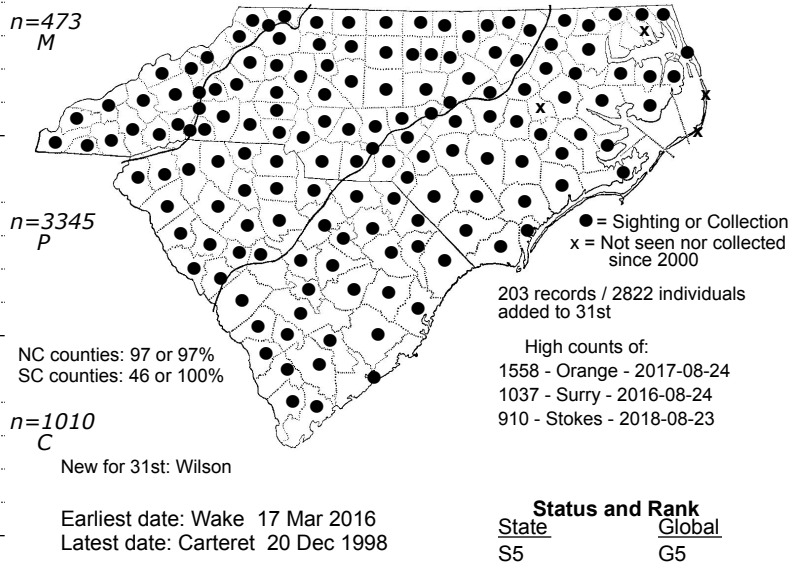 n=473
M
x
x
x
x
n=3345
P
● = Sighting or Collection
x = Not seen nor collected
since 2000
203 records / 2822 individuals
added to 31st
High counts of:
NC counties: 97 or 97%
SC counties: 46 or 100%
1558 - Orange - 2017-08-24
1037 - Surry - 2016-08-24
910 - Stokes - 2018-08-23
n=1010
C
New for 31st: Wilson
Earliest date: Wake 17 Mar 2016
Latest date: Carteret 20 Dec 1998
Status and Rank
State Global
S5 G5